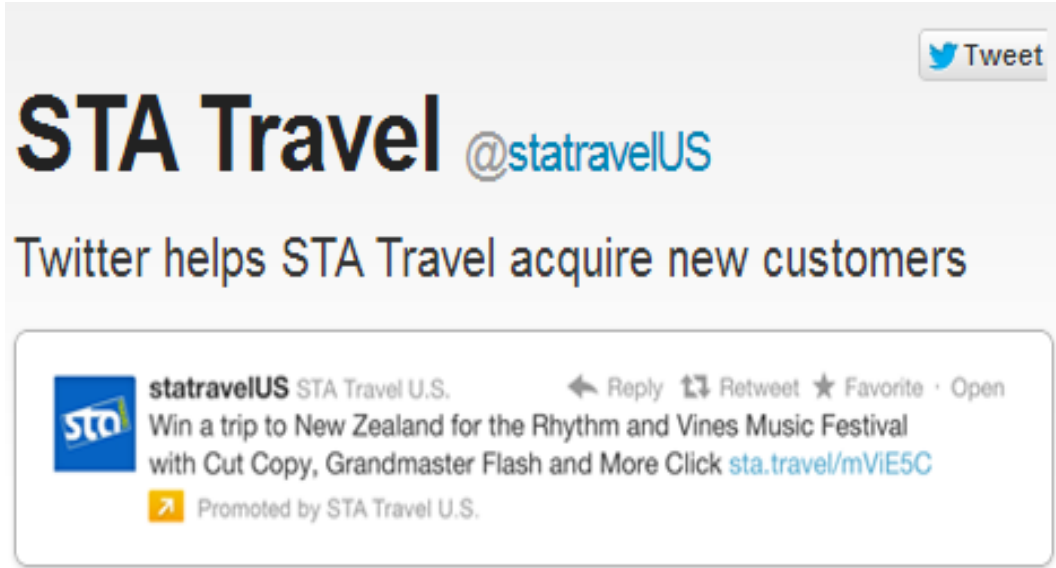 Tweet
STA Travel @statravelUS
Twitter helps STA Travel acquire new customers
statravelUS STA Travel U.S. Reply Retweet Favorite · Open
sta Win a trip to New Zealand for the Rhythm and Vines Music Festival
with Cut Copy, Grandmaster Flash and More Click sta.travel/mViE5C
Promoted by STA Travel U.S.